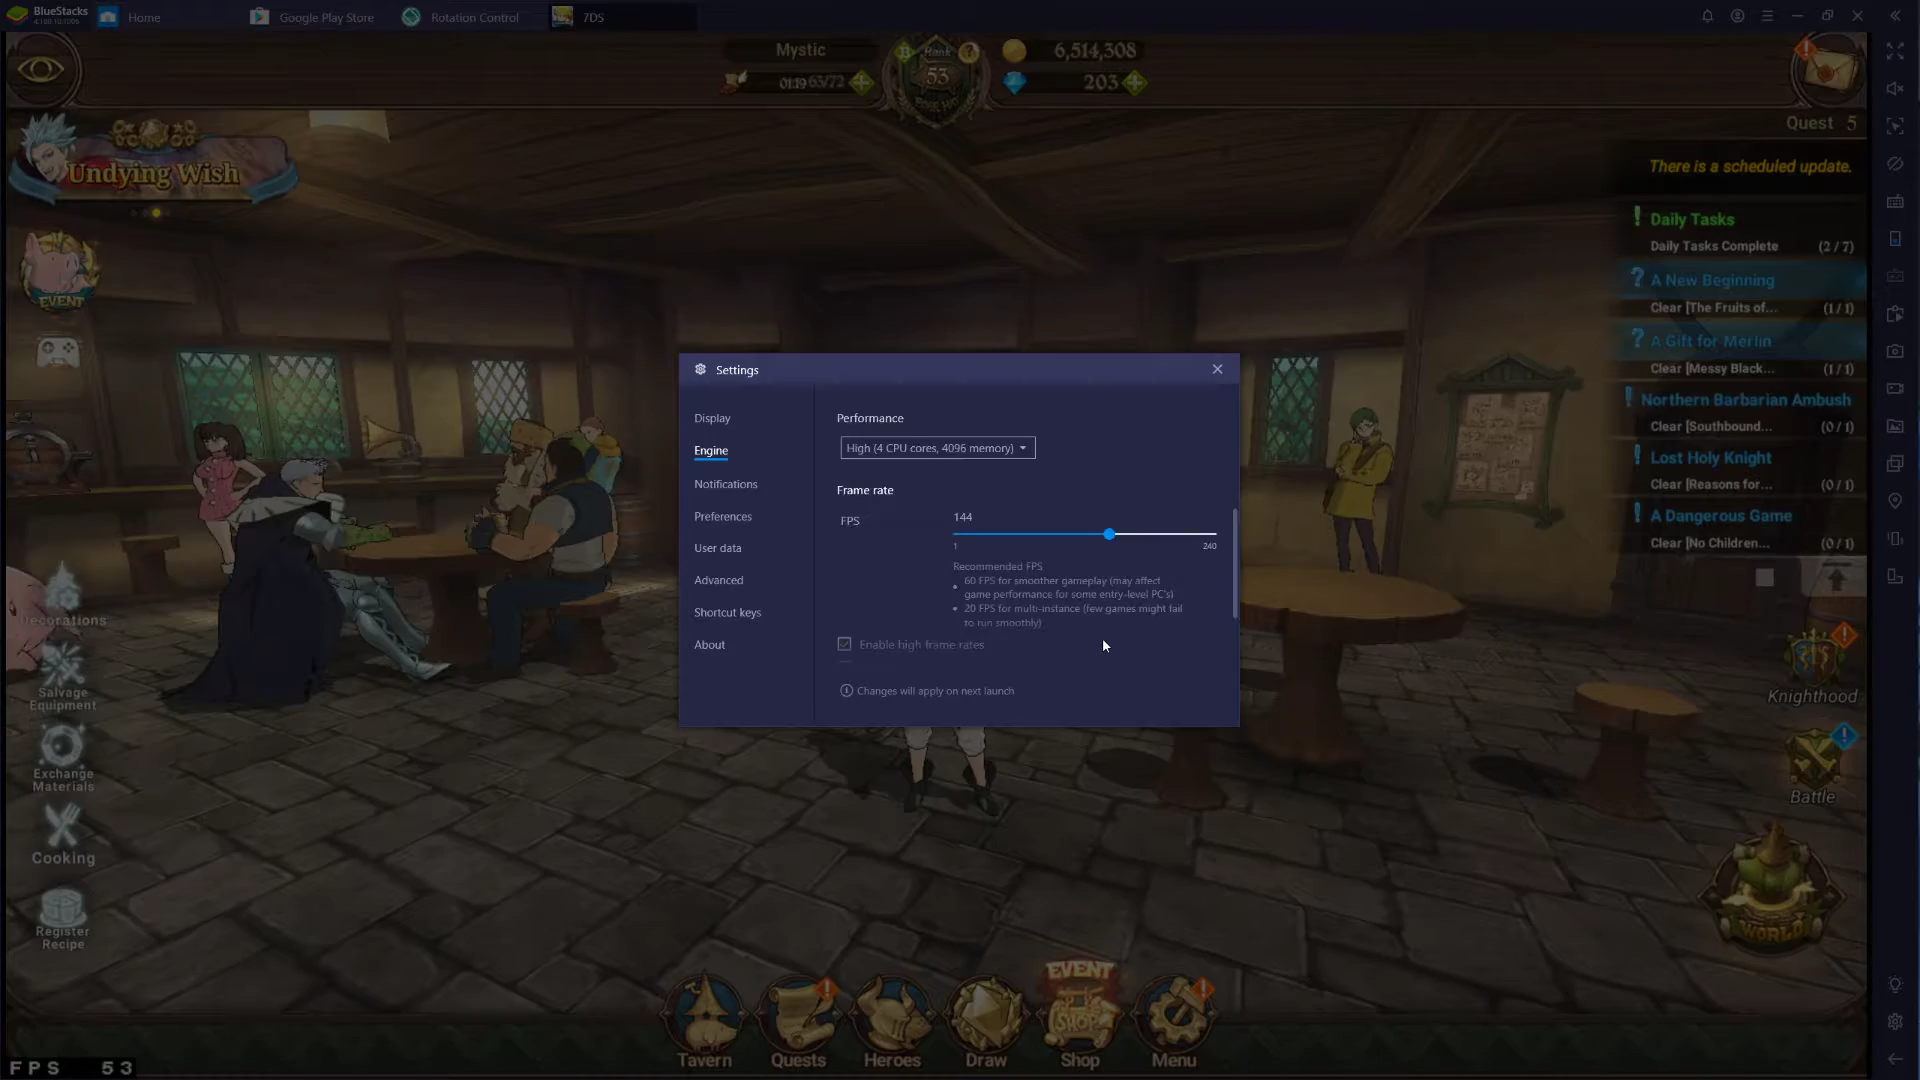 BlueStacks
4.160.10.1096
Home
Google Play Store
Rotation Control
7DS
Mystic
63/72
Rank
53
6,514,308
203
Quest 5
Undying Wish
There is a scheduled update.
EVENT
Daily Tasks
Daily Tasks Complete (2 / 7)
A New Beginning
Clear [The Fruits of... (1 / 1)
A Gift for Merlin
Clear [Messy Black... (1 / 1)
Northern Barbarian Ambush
Clear [Southbound... (0 / 1)
Lost Holy Knight
Clear [Reasons for... (0 / 1)
A Dangerous Game
Clear [No Children... (0 / 1)
Settings
Display
Engine
Notifications
Preferences
User data
Advanced
Shortcut keys
About
Performance
High (4 CPU cores, 4096 memory)
Frame rate
FPS
144
1
240
Recommended FPS
• 60 FPS for smoother gameplay (may affect
game performance for some entry-level PC's)
• 20 FPS for multi-instance (few games might fail
to run smoothly)
Enable high frame rates
Changes will apply on next launch
Decorations
Salvage
Equipment
Exchange
Materials
Cooking
Register
Recipe
Knighthood
Battle
WORLD
Tavern
Quests
Heroes
Draw
EVENT
SHOP
Shop
Menu
FPS 53